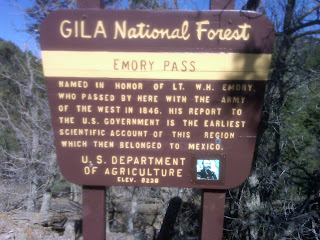 GILA National Forest
EMORY PASS
NAMED IN HONOR OF LT. W.H. EMORY,
WHO PASSED BY HERE WITH THE ARMY
OF THE WEST IN 1846. HIS REPORT TO
THE U.S. GOVERNMENT IS THE EARLIEST
SCIENTIFIC ACCOUNT OF THIS REGION
WHICH THEN BELONGED TO MEXICO.
U.S. DEPARTMENT
OF AGRICULTURE
ELEV. 8228